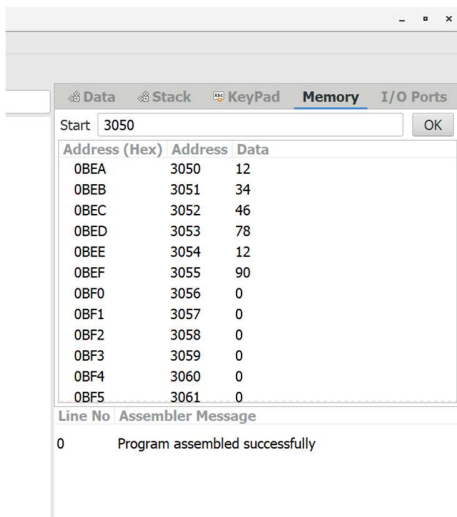 Data Stack KeyPad Memory I/O Ports
Start 3050 OK
Address (Hex) Address Data
0BEA 3050 12
0BEB 3051 34
0BEC 3052 46
0BED 3053 78
0BEE 3054 12
0BEF 3055 90
0BF0 3056 0
0BF1 3057 0
0BF2 3058 0
0BF3 3059 0
0BF4 3060 0
0BF5 3061 0
Line No Assembler Message
0 Program assembled successfully